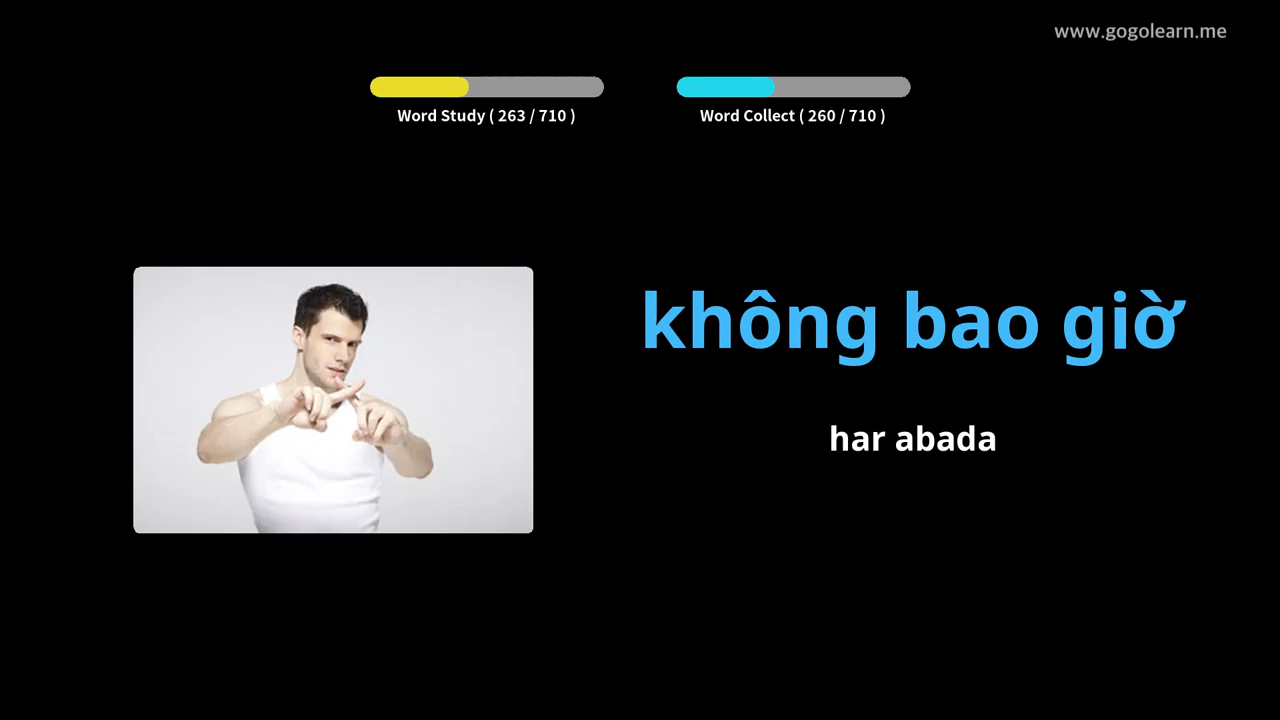 www.gogolearn.me
Word Study ( 263 / 710 )
Word Collect ( 260 / 710 )
không bao giờ
har abada